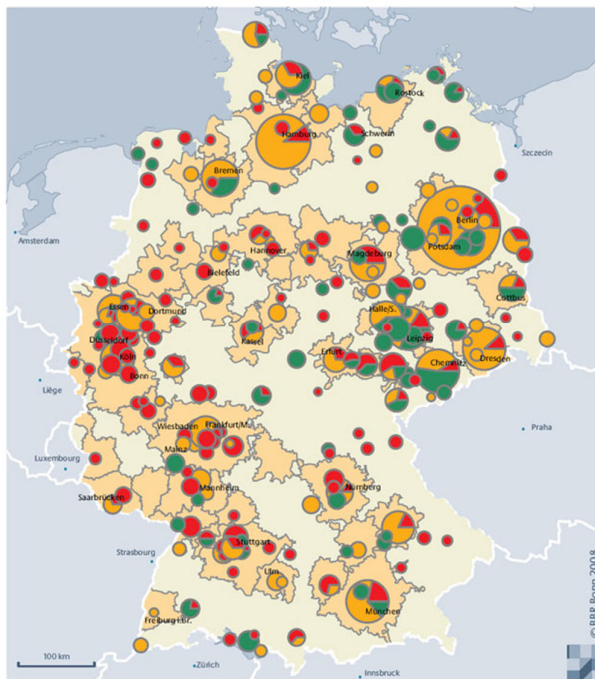 Kiel
Rostock
Hamburg
Schwerin
Szczecin
Bremen
Berlin
Amsterdam
Potsdam
Hannover
Magdeburg
Bielefeld
Cottbus
Essen
Dortmund
Halle/S.
Leipzig
Kassel
Düsseldorf
Erfurt
Dresden
Köln
Chemnitz
Bonn
Liège
Wiesbaden
Frankfurt/M.
Praha
Mainz
Luxembourg
Mannheim
Nürnberg
Saarbrücken
Stuttgart
Strasbourg
Ulm
München
Freiburg i.Br.
100 km
Zürich
Innsbruck
© BBR Bonn 2008